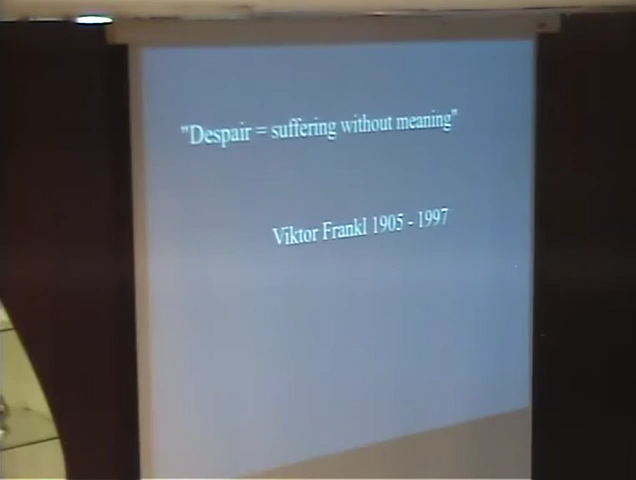 "Despair = suffering without meaning"
Viktor Frankl 1905 - 1997